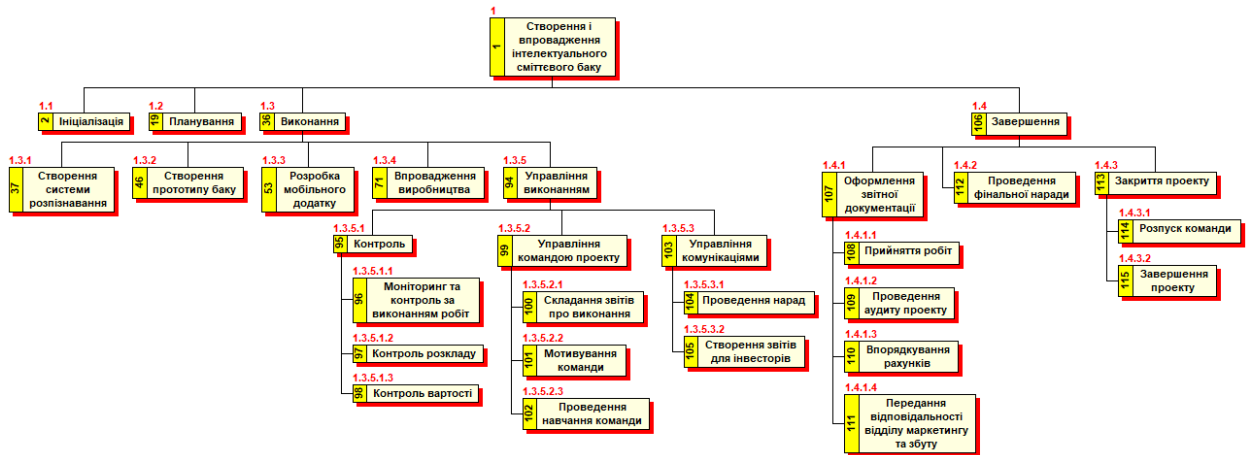 1
1
Створення і
впровадження
інтелектуального
сміттєвого баку
1.1
2
Ініціалізація
1.2
19
Планування
1.3
36
Виконання
1.4
106
Завершення
1.3.1
37
Створення
системи
розпізнавання
1.3.2
46
Створення
прототипу баку
1.3.3
53
Розробка
мобільного
додатку
1.3.4
71
Впровадження
виробництва
1.3.5
94
Управління
виконанням
1.4.1
107
Оформлення
звітної
документації
1.4.2
112
Проведення
фінальної наради
1.4.3
113
Закриття проекту
1.3.5.1
95
Контроль
1.3.5.1.1
96
Моніторинг та
контроль за
виконанням робіт
1.3.5.1.2
97
Контроль розкладу
1.3.5.1.3
98
Контроль вартості
1.3.5.2
99
Управління
командою проекту
1.3.5.2.1
100
Складання звітів
про виконання
1.3.5.2.2
101
Мотивування
команди
1.3.5.2.3
102
Проведення
навчання команди
1.3.5.3
103
Управління
комунікаціями
1.3.5.3.1
104
Проведення нарад
1.3.5.3.2
105
Створення звітів
для інвесторів
1.4.1.1
108
Прийняття робіт
1.4.1.2
109
Проведення
аудиту проекту
1.4.1.3
110
Впорядкування
рахунків
1.4.1.4
111
Передання
відповідальності
відділу маркетингу
та збуту
1.4.3.1
114
Розпуск команди
1.4.3.2
115
Завершення
проекту